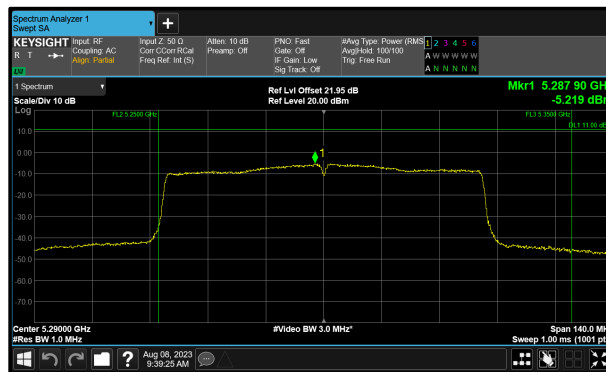 Spectrum Analyzer 1
Swept SA
KEYSIGHT
R T
LW
Input: RF
Coupling: AC
Align: Partial
Input Z: 50 Ω
Corr CCorr RCal
Freq Ref: Int (S)
Atten: 10 dB
Preamp: Off
PNO: Fast
Gate: Off
IF Gain: Low
Sig Track: Off
#Avg Type: Power (RMS
Avg|Hold: 100/100
Trig: Free Run
1 2 3 4 5 6
A W W W W W
A N N N N N
1 Spectrum
Scale/Div 10 dB
Ref Lvl Offset 21.95 dB
Ref Level 20.00 dBm
Mkr1 5.287 90 GH
-5.219 dB
Log
FL2 5.2500 GHz
FL3 5.3500 GHz
DL1 11.00 dB
10.0
0.00
-10.0
-20.0
-30.0
-40.0
-50.0
-60.0
-70.0
1
Center 5.29000 GHz
#Res BW 1.0 MHz
#Video BW 3.0 MHz*
Span 140.0 M
Sweep 1.00 ms (1001 pt
?
Aug 08, 2023
9:39:25 AM